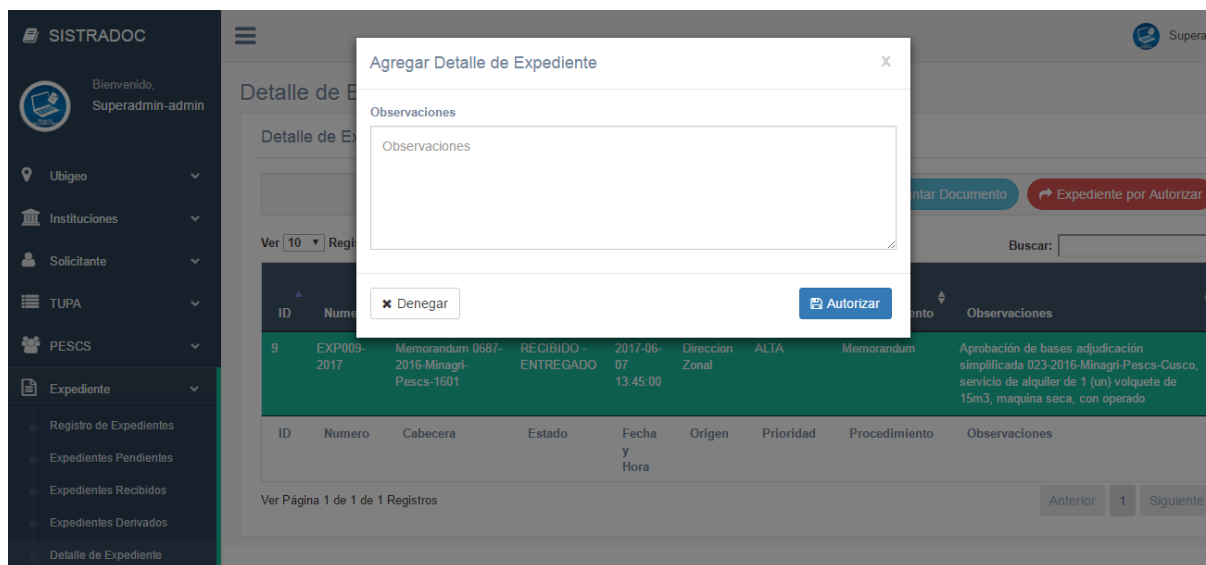 SISTRADOC
Bienvenido,
Superadmin-admin
Ubigeo
Instituciones
Solicitante
TUPA
PESCS
Expediente
Registro de Expedientes
Expedientes Pendientes
Expedientes Recibidos
Expedientes Derivados
Detalle de Expediente
Supera
Detalle de E
Detalle de Ex
Agregar Detalle de Expediente
X
Observaciones
Observaciones
Denegar
Autorizar
ntar Documento
Expediente por Autorizar
Ver 10 Regi
Buscar:
ID Nume ento Observaciones
9 EXP009- Memorandum 0687- RECIBIDO - 2017-06- Direccion ALTA Memorandum Aprobación de bases adjudicación
2017 2016-Minagri- ENTREGADO 07 Zonal simplificada 023-2016-Minagri-Pescs-Cusco,
Pescs-1601 13:45:00 servicio de alquiler de 1 (un) volquete de
15m3, maquina seca, con operado
ID Numero Cabecera Estado Fecha Origen Prioridad Procedimiento Observaciones
y
Hora
Ver Página 1 de 1 de 1 Registros
Anterior 1 Siguiente